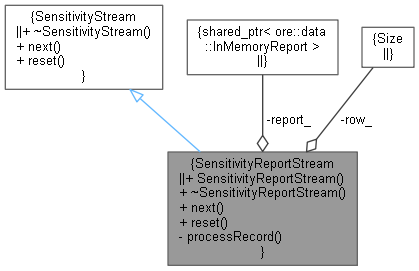 {SensitivityStream
||+ ~SensitivityStream()
+ next()
+ reset()
}
{shared_ptr< ore::data
::InMemoryReport >
||}
{Size
||}
-report_
-row_
{SensitivityReportStream
||+ SensitivityReportStream()
+ ~SensitivityReportStream()
+ next()
+ reset()
- processRecord()
}